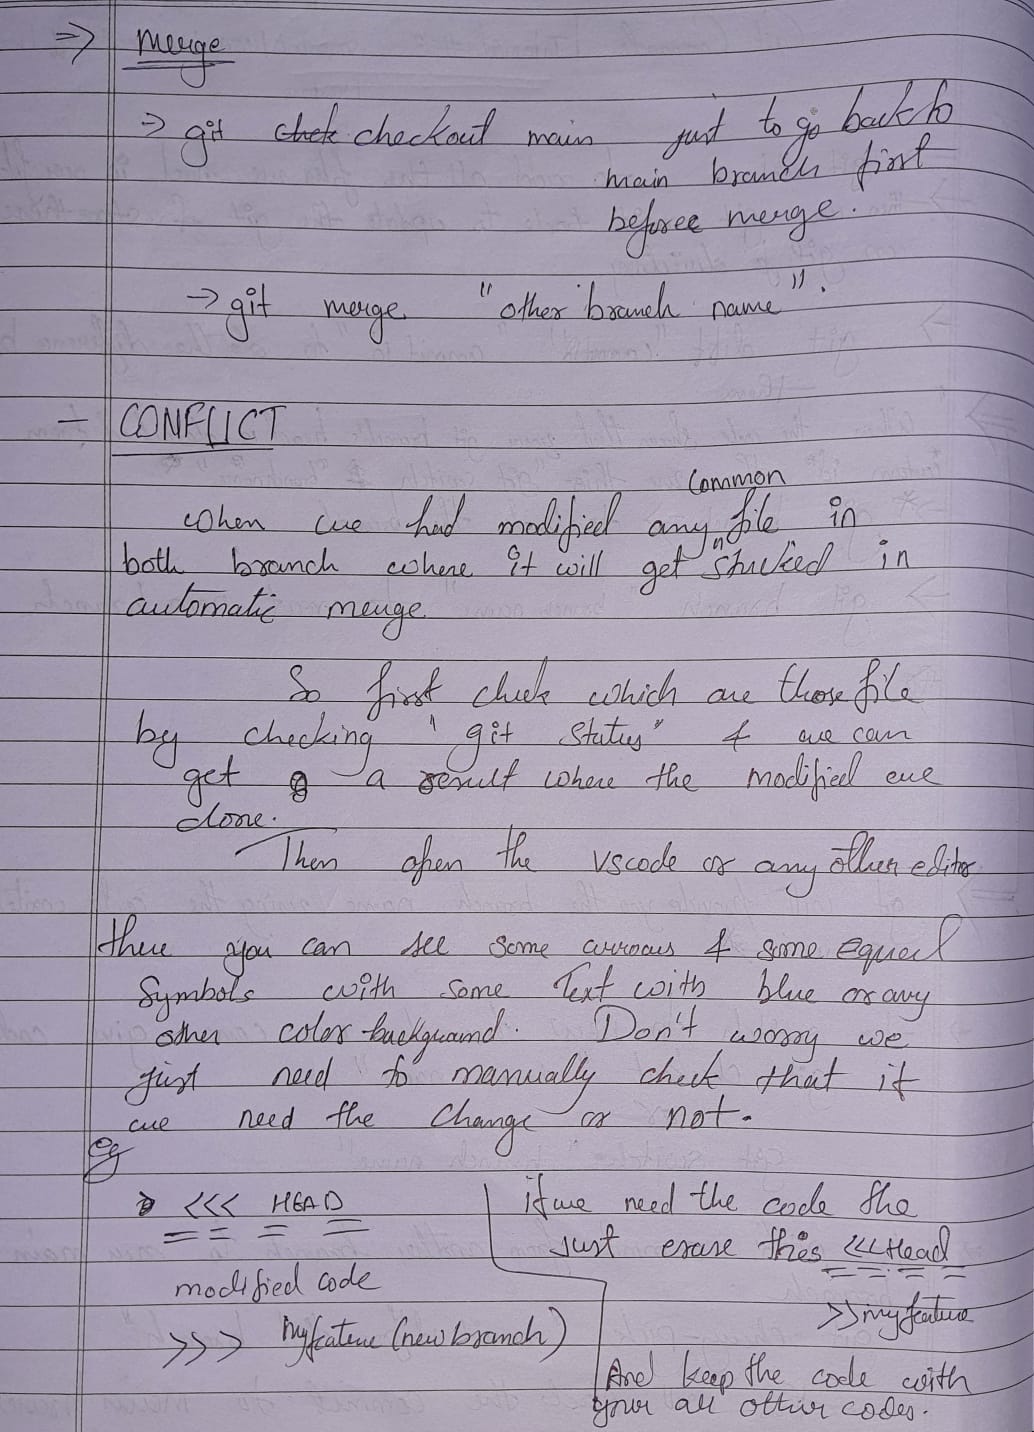 => Merge
-> git chek checkout main just to go back to
main branch first
beforee merge.
-> git merge "other branch name".
- CONFLICT
Common
when we had modified any file in
both branch where it will get "stucked in
automatic merge.
So first chek which are those file
by checking "git status" & we can
get a result where the modified we
done.
Then open the vscode or any other editor
there you can see some arrows & some equal
Symbols with some Text with blue or any
other color background. Don't worry we
just need to manually check that if
we need the change or not.
eg
<<< HEAD
== = =
modified code
>>> myfeature (new branch)
if we need the code the
Just erase this <<<Head
== = =
>>myfeature
And keep the code with
your all other codes.